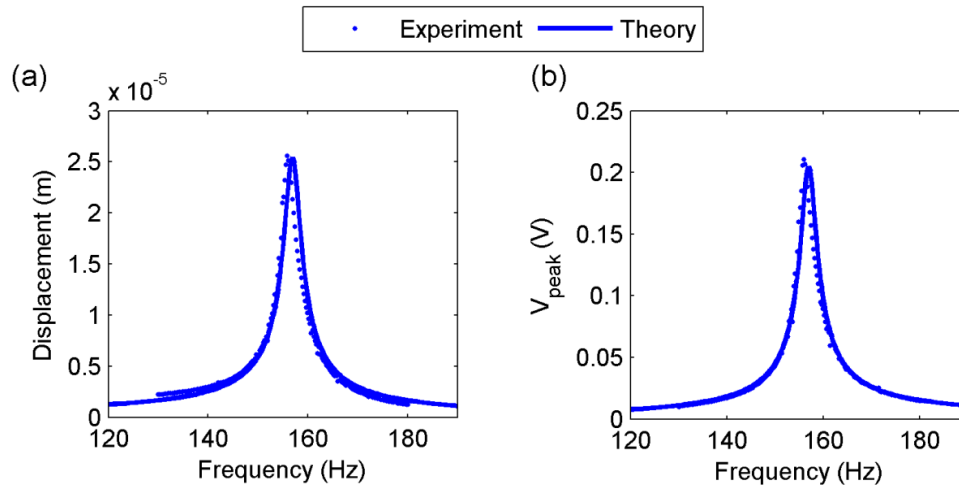 Experiment Theory
(a)
x 10^-5
3
2.5
2
1.5
1
0.5
0
120 140 160 180
Displacement (m)
Frequency (Hz)
(b)
0.25
0.2
0.15
0.1
0.05
0
120 140 160 180
V_peak (V)
Frequency (Hz)